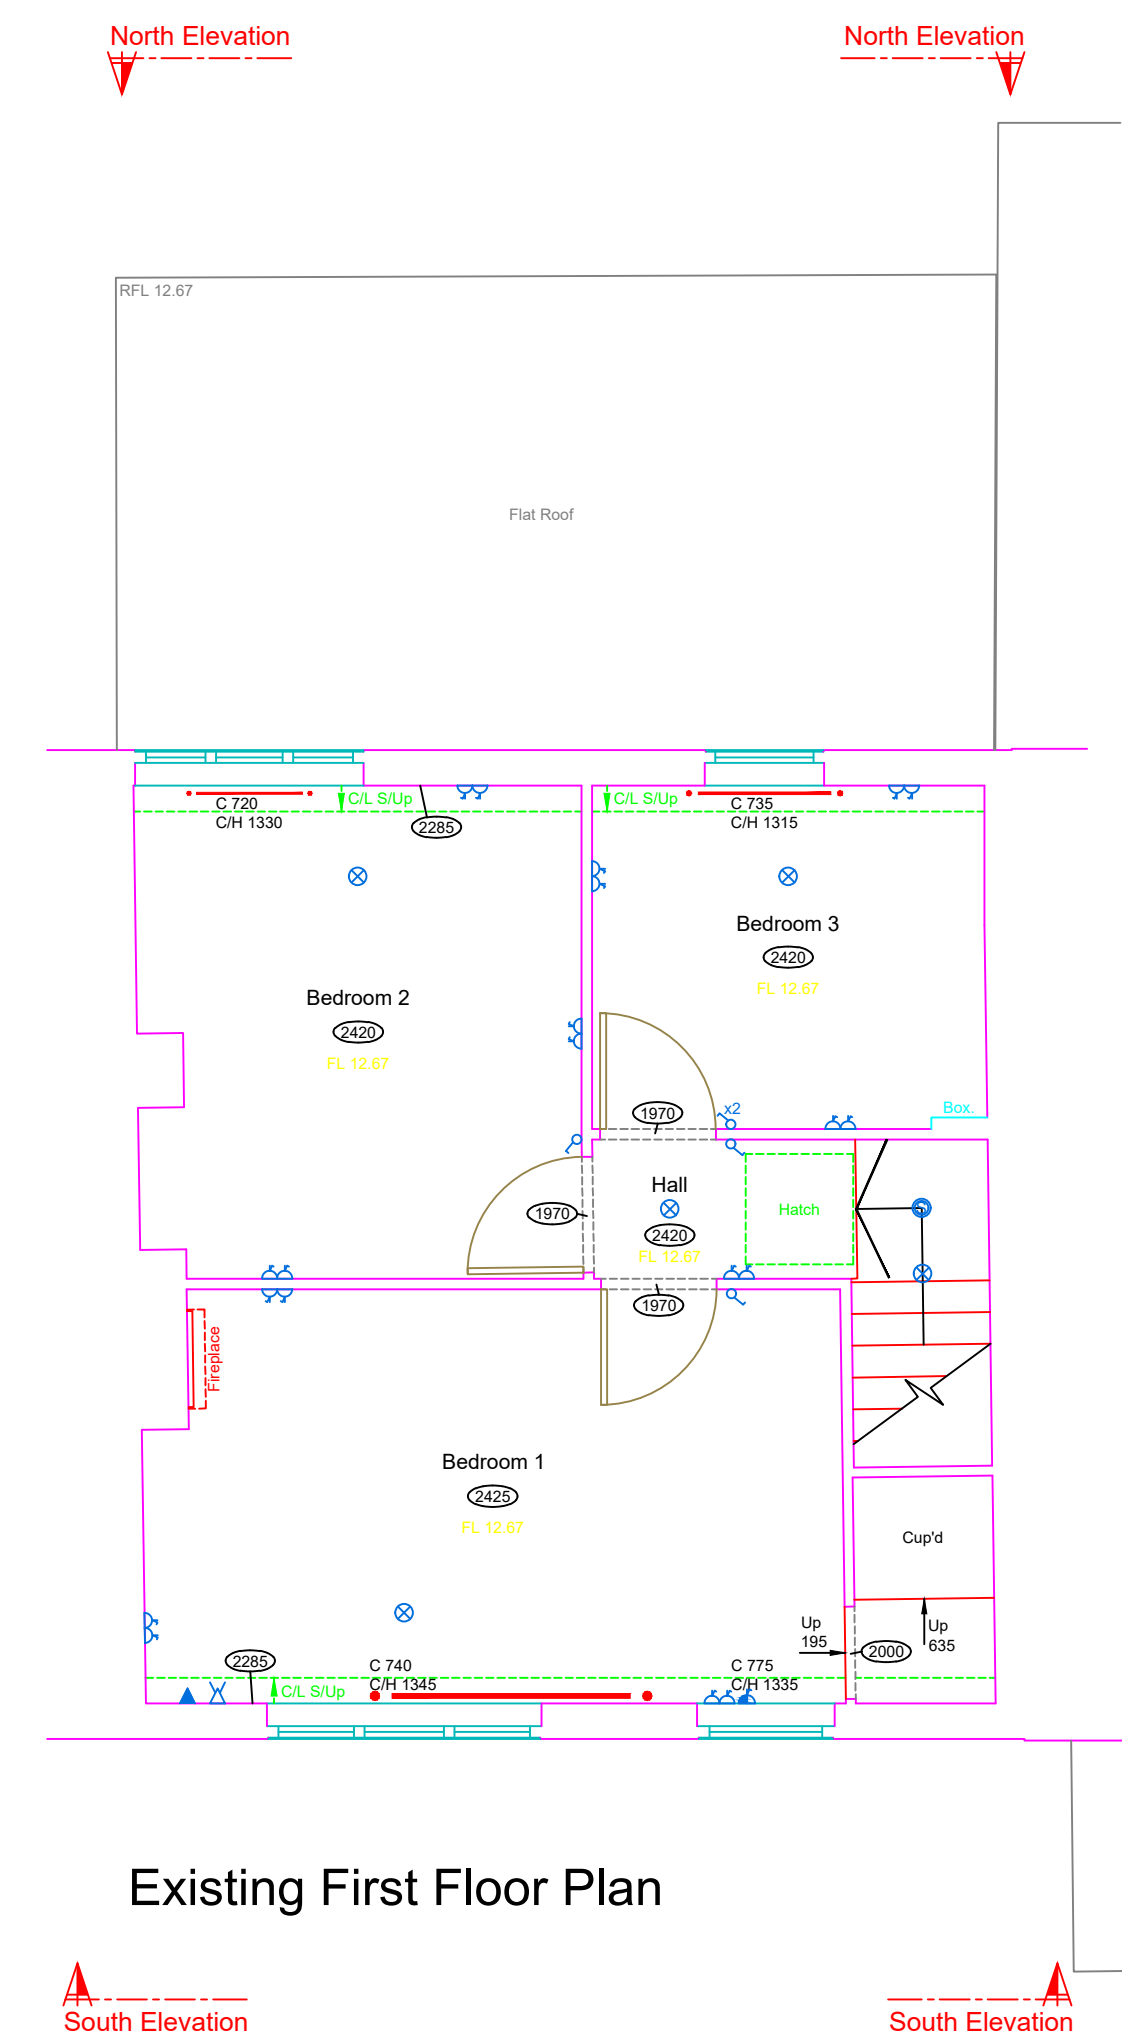 North Elevation
North Elevation
RFL 12.67
Flat Roof
C 720
C/H 1330
C/L S/Up
2285
C/L S/Up
C 735
C/H 1315
Bedroom 3
2420
FL 12.67
Bedroom 2
2420
FL 12.67
1970
x2
Box.
Hall
2420
FL 12.67
1970
Hatch
S
1970
Fireplace
Bedroom 1
2425
FL 12.67
Cup'd
Up
195
2000
Up
635
2285
C/L S/Up
C 740
C/H 1345
C 775
C/H 1335
Existing First Floor Plan
South Elevation
South Elevation